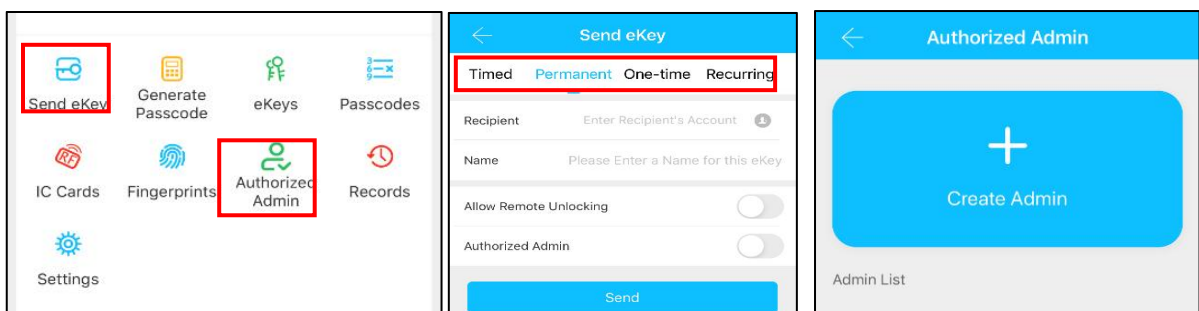 Send eKey
Generate
Passcode
eKeys
Passcodes
IC Cards
Fingerprints
Authorized
Admin
Records
Settings
Send eKey
Timed Permanent One-time Recurring
Recipient Enter Recipient's Account
Name Please Enter a Name for this eKey
Allow Remote Unlocking
Authorized Admin
Send
Authorized Admin
Create Admin
Admin List